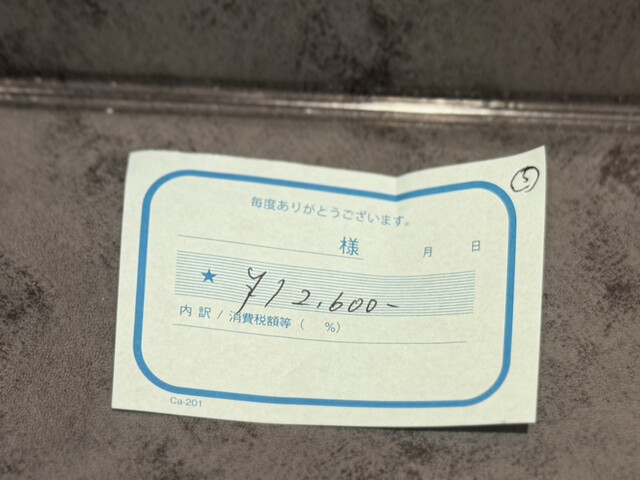 ⑤
毎度ありがとうございます。
様 月 日
★ ¥12,600-
内 訳 / 消費税額等 ( %)
Ca-201